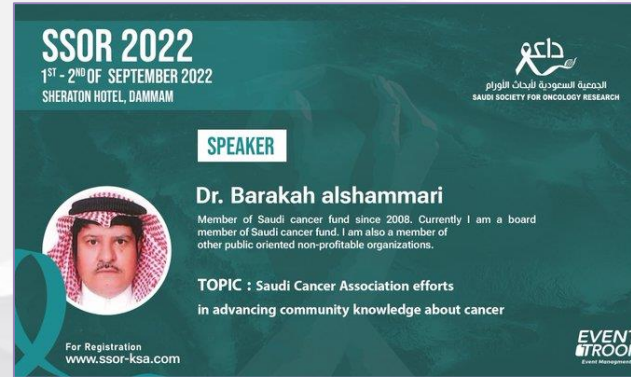 SSOR 2022
1ST - 2ND OF SEPTEMBER 2022
SHERATON HOTEL, DAMMAM
داعم
الجمعية السعودية لأبحاث الأورام
SAUDI SOCIETY FOR ONCOLOGY RESEARCH
SPEAKER
Dr. Barakah alshammari
Member of Saudi cancer fund since 2008. Currently I am a board
member of Saudi cancer fund. I am also a member of
other public oriented non-profitable organizations.
TOPIC : Saudi Cancer Association efforts
in advancing community knowledge about cancer
For Registration
www.ssor-ksa.com
EVENT
TROOP
Event Managment